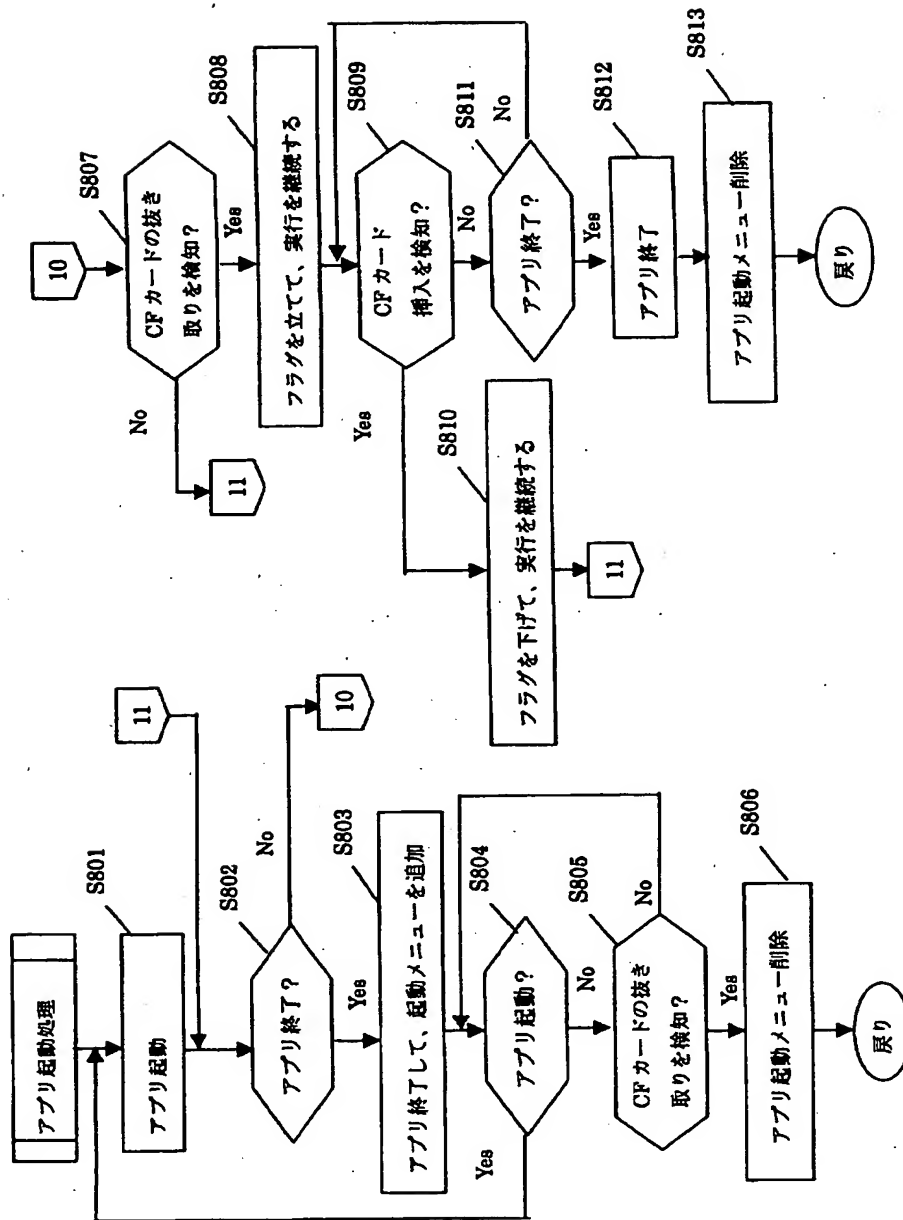 アプリ起動処理
S801
アプリ起動
11
S802
アプリ終了?
No
10
Yes
S803
アプリ終了して、起動メニューを追加
S804
アプリ起動?
Yes
No
S805
CFカードの抜き
取りを検知?
No
Yes
S806
アプリ起動メニュー削除
戻り
10
S807
CFカードの抜き
取りを検知?
No
11
Yes
S808
フラグを立てて、実行を継続する
S809
CFカード
挿入を検知?
Yes
No
S810
フラグを下げて、実行を継続する
11
S811
アプリ終了?
No
Yes
S812
アプリ終了
S813
アプリ起動メニュー削除
戻り